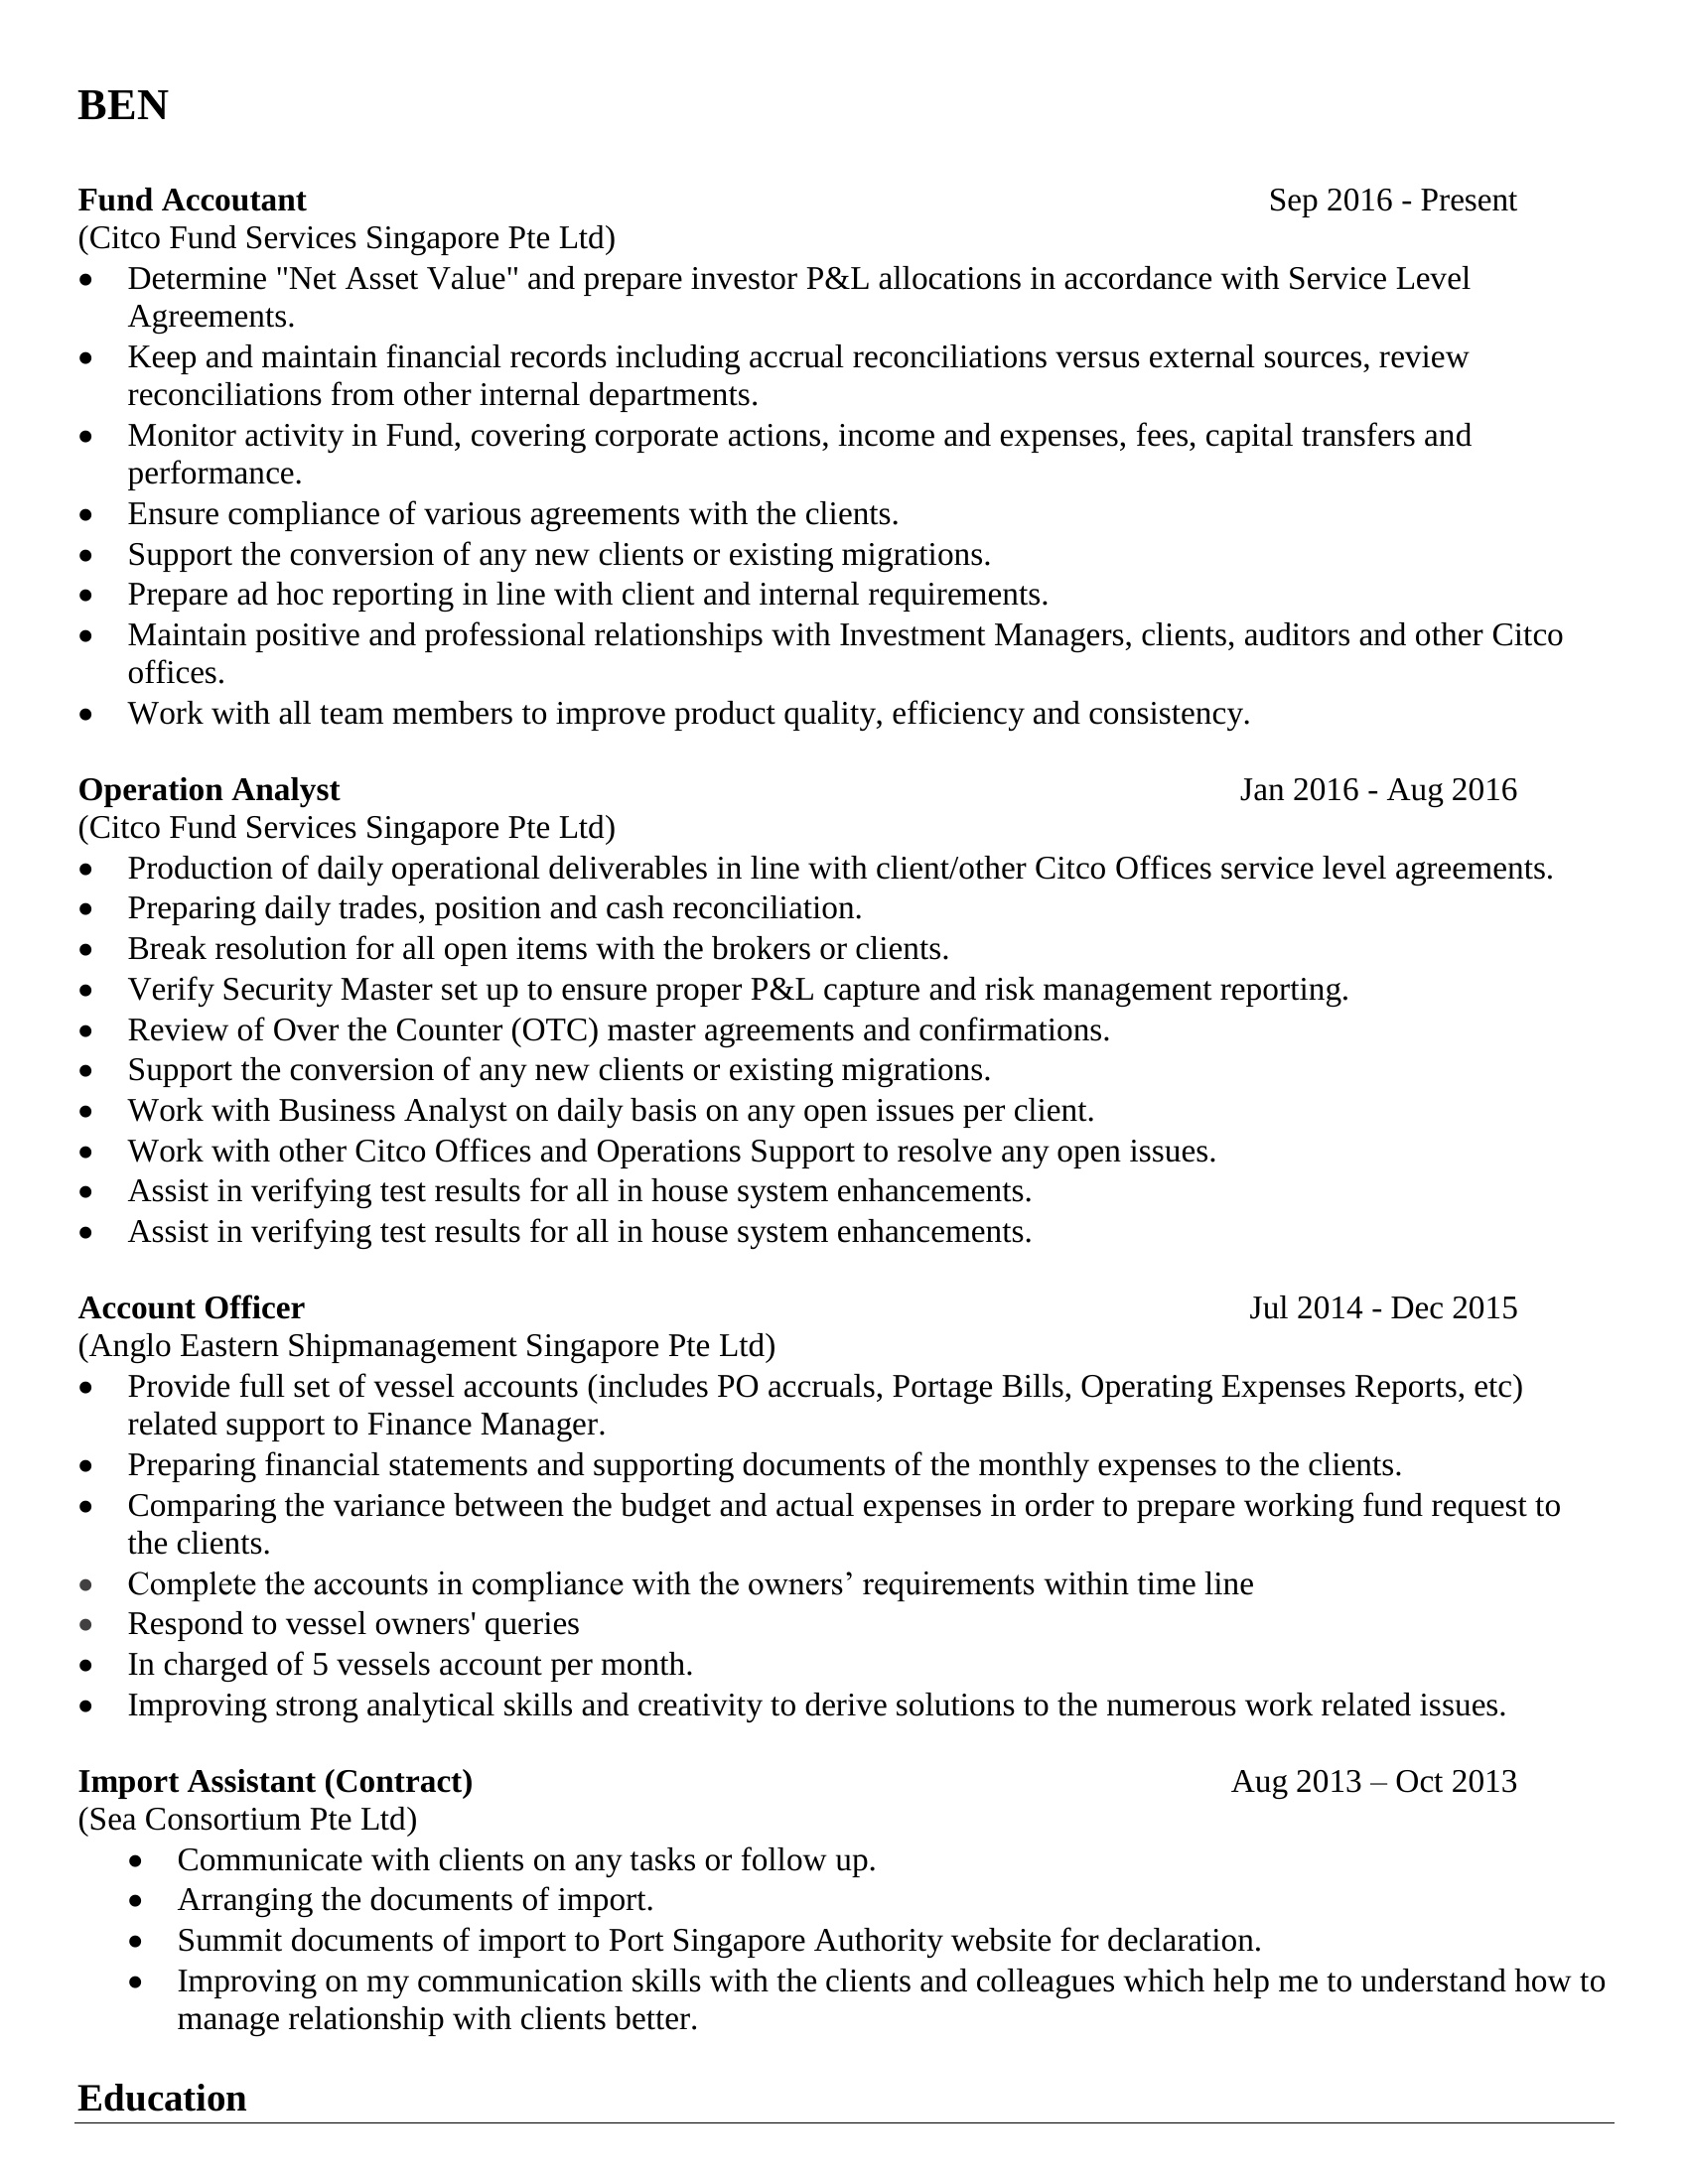 BEN
Fund Accoutant Sep 2016 - Present
(Citco Fund Services Singapore Pte Ltd)
• Determine "Net Asset Value" and prepare investor P&L allocations in accordance with Service Level
Agreements.
• Keep and maintain financial records including accrual reconciliations versus external sources, review
reconciliations from other internal departments.
• Monitor activity in Fund, covering corporate actions, income and expenses, fees, capital transfers and
performance.
• Ensure compliance of various agreements with the clients.
• Support the conversion of any new clients or existing migrations.
• Prepare ad hoc reporting in line with client and internal requirements.
• Maintain positive and professional relationships with Investment Managers, clients, auditors and other Citco
offices.
• Work with all team members to improve product quality, efficiency and consistency.
Operation Analyst Jan 2016 - Aug 2016
(Citco Fund Services Singapore Pte Ltd)
• Production of daily operational deliverables in line with client/other Citco Offices service level agreements.
• Preparing daily trades, position and cash reconciliation.
• Break resolution for all open items with the brokers or clients.
• Verify Security Master set up to ensure proper P&L capture and risk management reporting.
• Review of Over the Counter (OTC) master agreements and confirmations.
• Support the conversion of any new clients or existing migrations.
• Work with Business Analyst on daily basis on any open issues per client.
• Work with other Citco Offices and Operations Support to resolve any open issues.
• Assist in verifying test results for all in house system enhancements.
• Assist in verifying test results for all in house system enhancements.
Account Officer Jul 2014 - Dec 2015
(Anglo Eastern Shipmanagement Singapore Pte Ltd)
• Provide full set of vessel accounts (includes PO accruals, Portage Bills, Operating Expenses Reports, etc)
related support to Finance Manager.
• Preparing financial statements and supporting documents of the monthly expenses to the clients.
• Comparing the variance between the budget and actual expenses in order to prepare working fund request to
the clients.
• Complete the accounts in compliance with the owners’ requirements within time line
• Respond to vessel owners' queries
• In charged of 5 vessels account per month.
• Improving strong analytical skills and creativity to derive solutions to the numerous work related issues.
Import Assistant (Contract) Aug 2013 – Oct 2013
(Sea Consortium Pte Ltd)
• Communicate with clients on any tasks or follow up.
• Arranging the documents of import.
• Summit documents of import to Port Singapore Authority website for declaration.
• Improving on my communication skills with the clients and colleagues which help me to understand how to
manage relationship with clients better.
Education